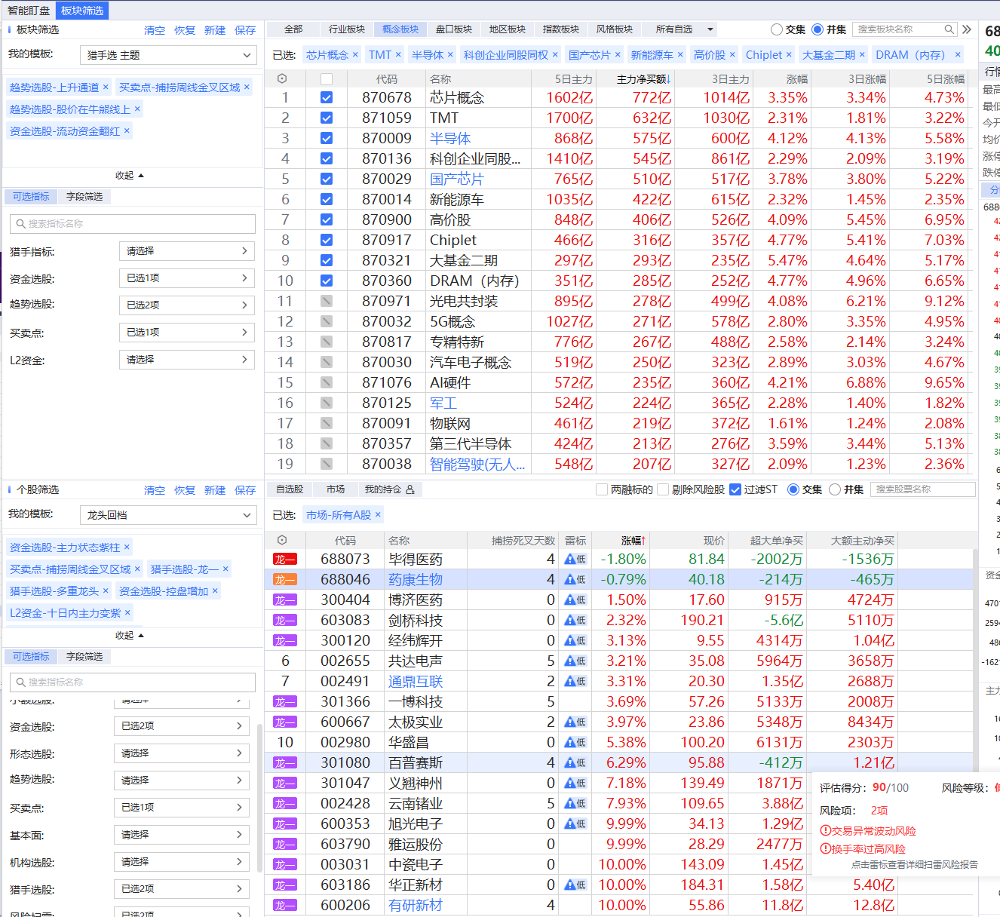 智能盯盘 板块筛选
板块筛选 清空 恢复 新建 保存
我的模板: 猎手选 主题
趋势选股-上升通道 × 买卖点-捕捞周线金叉区域 ×
趋势选股-股价在牛能线上 ×
资金选股-流动资金翻红 ×
收起
可选指标 字段筛选
搜索指标名称
猎手指标: 请选择
资金选股: 已选1项
趋势选股: 已选2项
买卖点: 已选1项
L2资金: 请选择
全部 行业板块 概念板块 盘口板块 地区板块 指数板块 风格板块 所有自选 交集 并集 搜索板块名称
已选: 芯片概念 × TMT × 半导体 × 科创企业同股同权 × 国产芯片 × 新能源车 × 高价股 × Chiplet × 大基金二期 × DRAM（内存） ×
代码 名称 5日主力 主力净买额↓ 3日主力 涨幅 3日涨幅 5日涨幅
1 870678 芯片概念 1602亿 772亿 1014亿 3.35% 3.34% 4.73%
2 871059 TMT 1700亿 632亿 1030亿 2.31% 1.81% 3.22%
3 870009 半导体 868亿 575亿 600亿 4.12% 4.13% 5.58%
4 870136 科创企业同股... 1410亿 545亿 861亿 2.29% 2.09% 3.19%
5 870029 国产芯片 765亿 510亿 517亿 3.78% 3.80% 5.22%
6 870014 新能源车 1035亿 422亿 615亿 2.32% 1.45% 2.35%
7 870900 高价股 848亿 406亿 526亿 4.09% 5.45% 6.95%
8 870917 Chiplet 466亿 316亿 357亿 4.77% 5.41% 7.03%
9 870321 大基金二期 297亿 293亿 235亿 5.47% 4.64% 5.17%
10 870360 DRAM（内存） 351亿 285亿 252亿 4.77% 4.96% 6.65%
11 870971 光电共封装 895亿 278亿 499亿 4.08% 6.21% 9.12%
12 870032 5G概念 1027亿 271亿 578亿 2.80% 3.35% 4.95%
13 870817 专精特新 776亿 267亿 488亿 2.58% 2.14% 3.24%
14 870030 汽车电子概念 519亿 250亿 323亿 2.89% 3.03% 4.67%
15 871076 AI硬件 572亿 235亿 360亿 4.21% 6.88% 9.65%
16 870125 军工 524亿 224亿 365亿 2.28% 1.40% 1.82%
17 870091 物联网 461亿 219亿 372亿 1.61% 1.24% 2.08%
18 870357 第三代半导体 424亿 213亿 276亿 3.59% 3.44% 5.13%
19 870038 智能驾驶(无人... 548亿 207亿 327亿 2.09% 1.23% 2.36%
个股筛选 清空 恢复 新建 保存
我的模板: 龙头回档
资金选股-主力状态紫柱 ×
买卖点-捕捞周线金叉区域 × 猎手选股-龙一 ×
猎手选股-多重龙头 × 资金选股-控盘增加 ×
L2资金-十日内主力变紫 ×
收起
可选指标 字段筛选
搜索指标名称
资金选股: 已选2项
形态选股: 请选择
趋势选股: 请选择
买卖点: 已选1项
基本面: 请选择
机构选股: 请选择
猎手选股: 已选2项
已选2项
自选股 市场 我的持仓 两融标的 剔除风险股 过滤ST 交集 并集 搜索股票名称
已选: 市场-所有A股 ×
代码 名称 捕捞死叉天数 雷标 涨幅↑ 现价 超大单净买 大额主动净买
龙一 688073 毕得医药 4 低 -1.80% 81.84 -2002万 -1536万
龙一 688046 药康生物 4 低 -0.79% 40.18 -214万 -465万
龙一 300404 博济医药 0 低 1.50% 17.60 915万 4724万
龙一 603083 剑桥科技 0 低 2.32% 190.21 -5.6亿 5110万
龙一 300120 经纬辉开 0 低 3.13% 9.55 4314万 1.04亿
6 002655 共达电声 5 低 3.21% 35.08 5964万 3658万
7 002491 通鼎互联 2 低 3.31% 20.30 1.35亿 2688万
龙一 301366 一博科技 5 3.69% 57.26 5133万 2008万
龙一 600667 太极实业 2 低 3.97% 23.86 5348万 8434万
10 002980 华盛昌 0 低 5.38% 100.20 6131万 2303万
龙一 301080 百普赛斯 4 低 6.29% 95.88 -412万 1.21亿
龙一 301047 义翘神州 0 低 7.18% 139.49 1871万
龙一 002428 云南锗业 5 低 7.93% 109.65 3.88亿
龙一 600353 旭光电子 0 低 9.99% 34.13 1.29亿
龙一 603790 雅运股份 0 9.99% 28.29 2477万
龙一 003031 中瓷电子 0 10.00% 143.09 1.45亿
龙一 603186 华正新材 0 低 10.00% 184.31 1.58亿 5.40亿
龙一 600206 有研新材 4 10.00% 55.86 11.8亿 12.8亿
评估得分: 90/100 风险等级:
风险项: 2项
交易异常波动风险
换手率过高风险
点击雷标查看详细扫雷风险报告